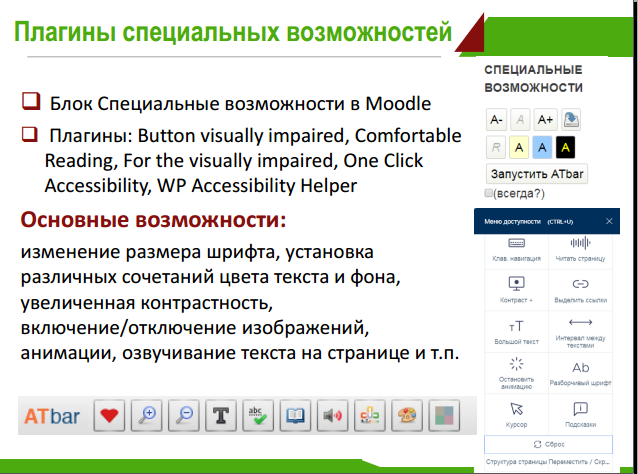 Плагины специальных возможностей
Блок Специальные возможности в Moodle
Плагины: Button visually impaired, Comfortable
Reading, For the visually impaired, One Click
Accessibility, WP Accessibility Helper
Основные возможности:
изменение размера шрифта, установка
различных сочетаний цвета текста и фона,
увеличенная контрастность,
включение/отключение изображений,
анимации, озвучивание текста на странице и т.п.
ATbar
T
abc
СПЕЦИАЛЬНЫЕ
ВОЗМОЖНОСТИ
A- A A+
R A A A
Запустить ATbar
(всегда?)
Меню доступности (CTRL+U)
Клав. навигация
Читать страницу
Контраст +
Выделить ссылки
тТ
Большой текст
Интервал между
текстами
Остановить
анимацию
Ab
Разборчивый шрифт
Курсор
Подсказки
Сброс
Структура страницы Переместить / Скр...